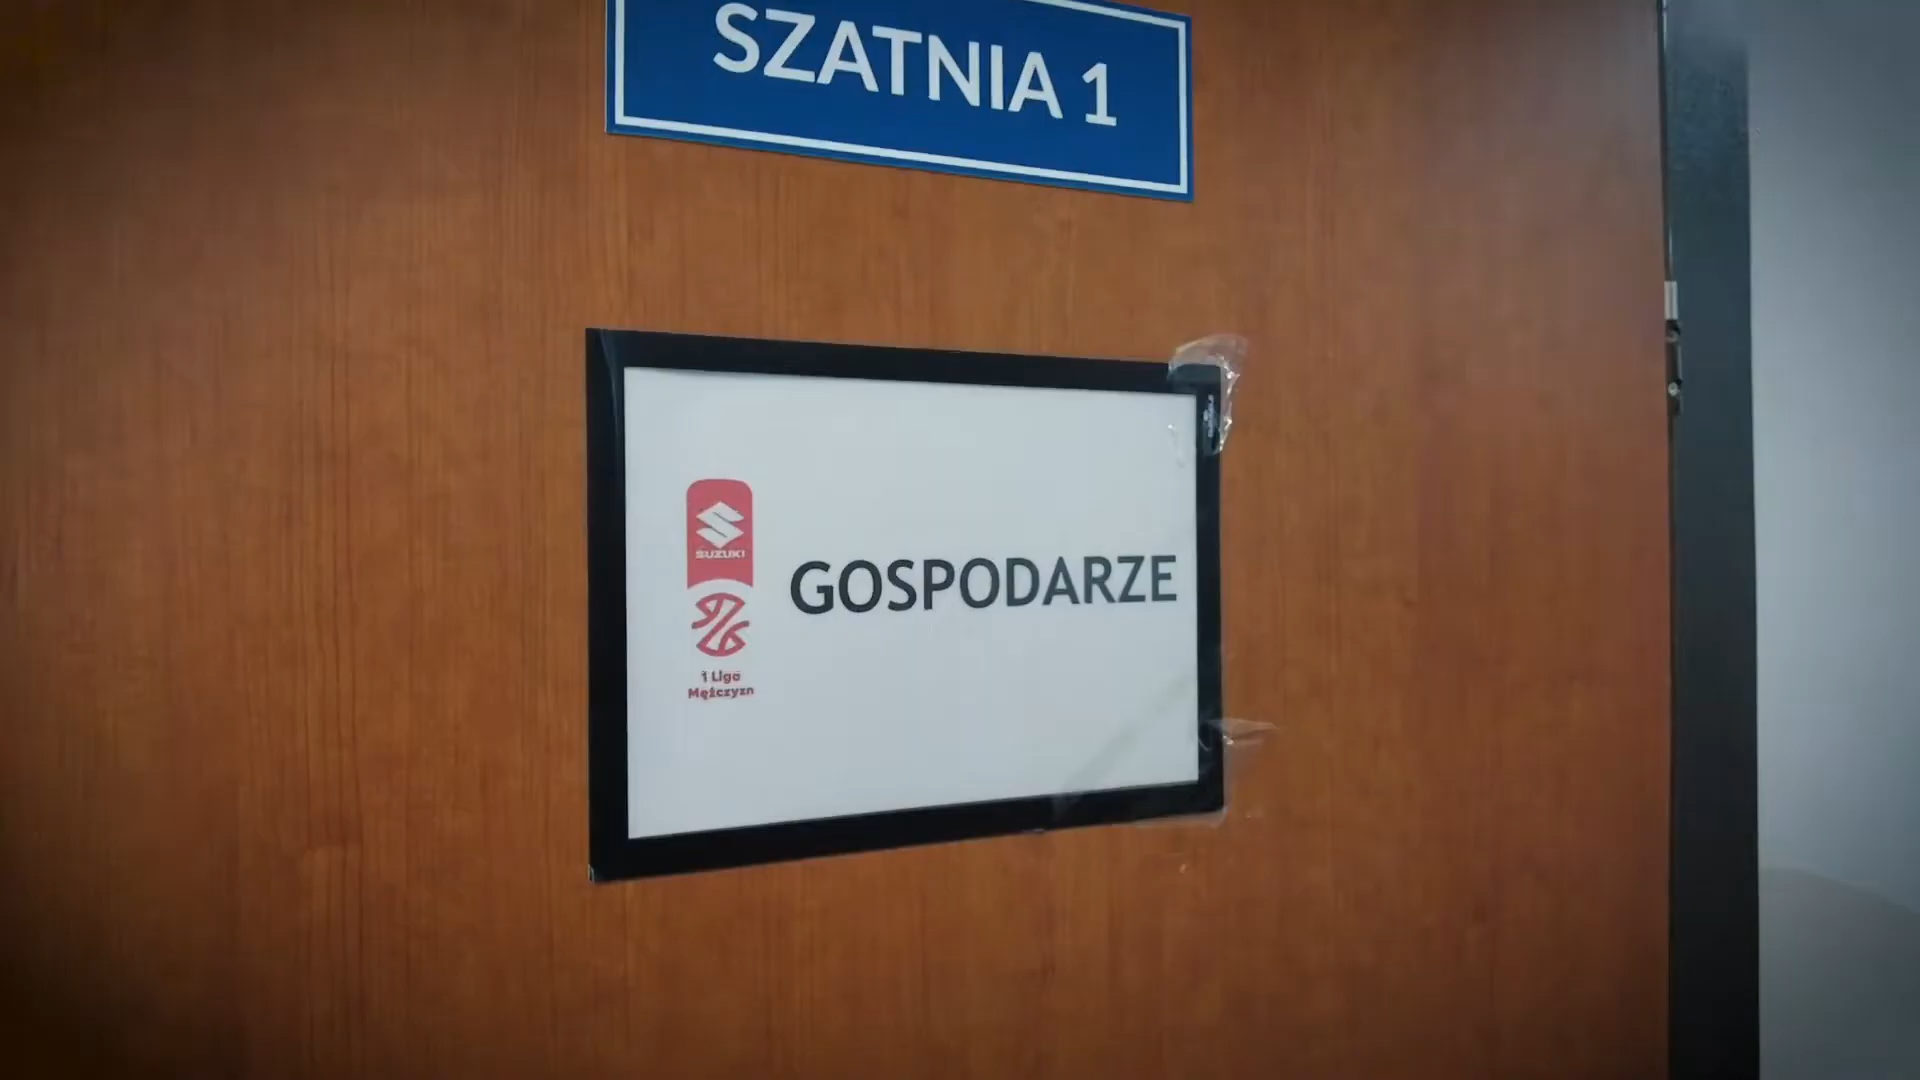 SZATNIA 1
SUZUKI
1 Liga
Mężczyzn
GOSPODARZE